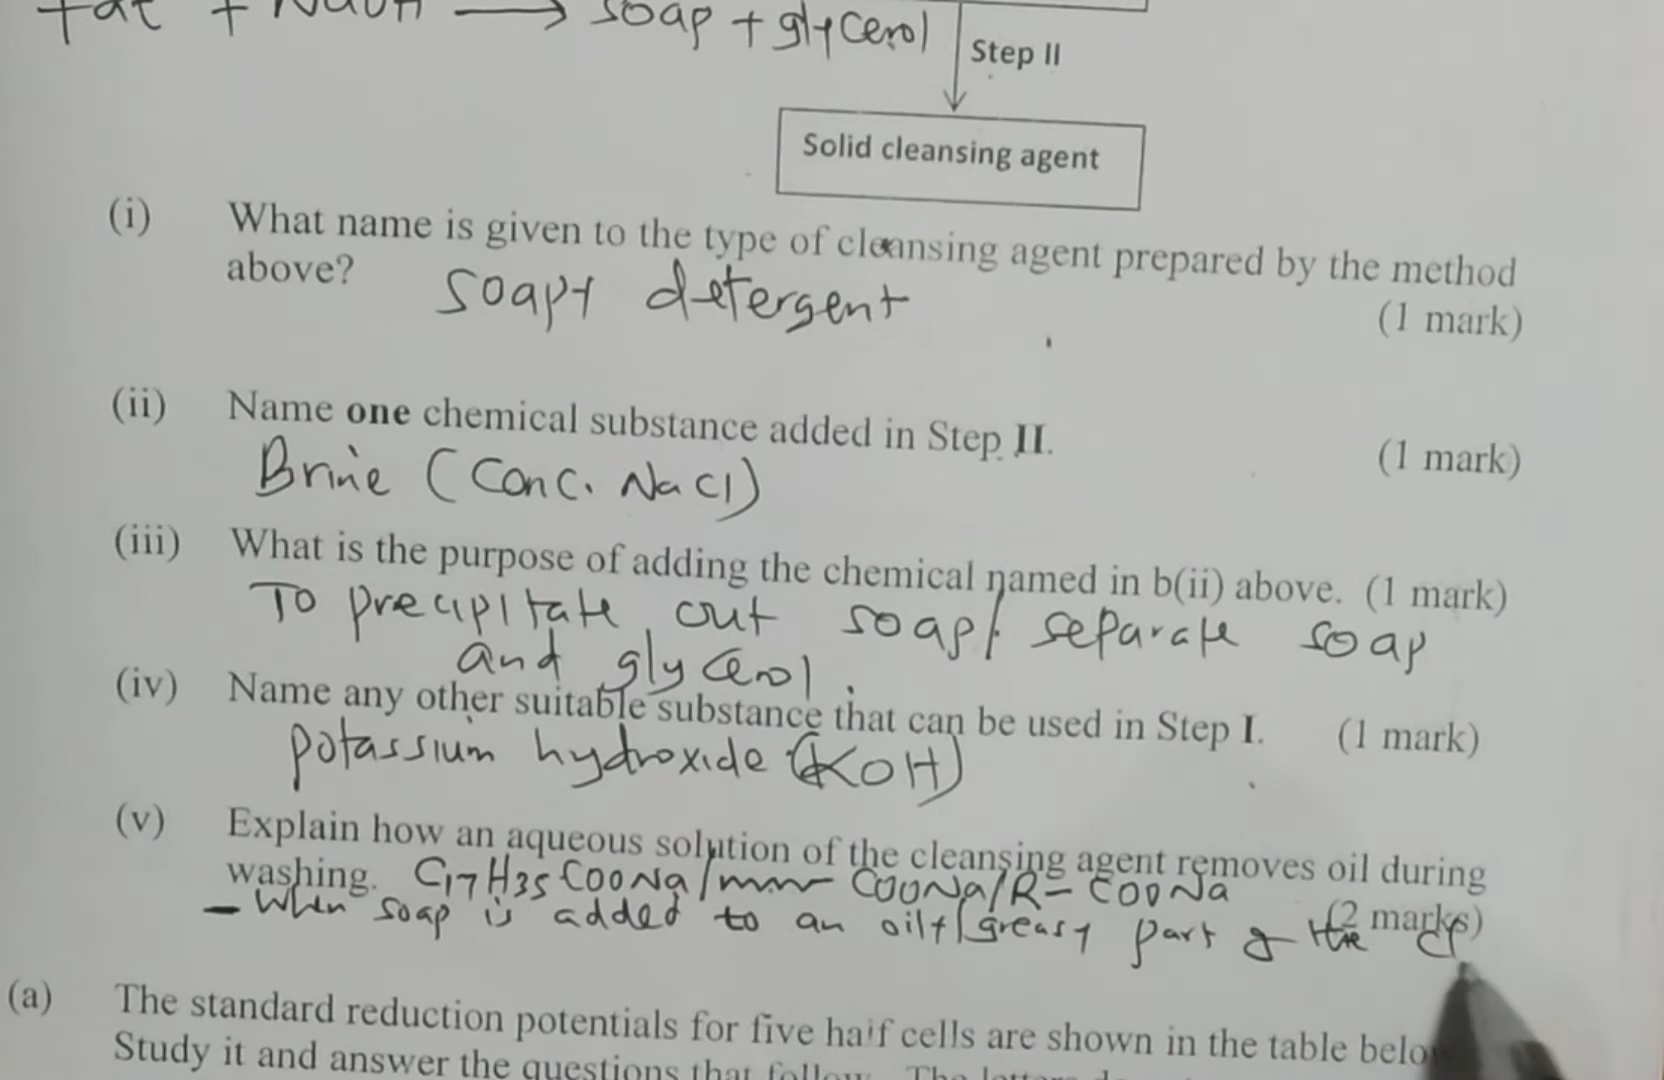 fat + NaOH → soap + glycerol
Step II
Solid cleansing agent
(i) What name is given to the type of cleansing agent prepared by the method
above? soapy detergent
(1 mark)
(ii) Name one chemical substance added in Step II.
(1 mark)
Brine (Conc. NaCl)
(iii) What is the purpose of adding the chemical named in b(ii) above. (1 mark)
To precipitate out soap/ separate soap
and glycerol.
(iv) Name any other suitable substance that can be used in Step I. (1 mark)
potassium hydroxide (KOH)
(v) Explain how an aqueous solution of the cleansing agent removes oil during
washing. C17H35COONa/ COONa/R-COONa
(2 marks)
- When soap is added to an oily/greasy part of the
(a) The standard reduction potentials for five half cells are shown in the table
Study it and answer the questions that follow. The